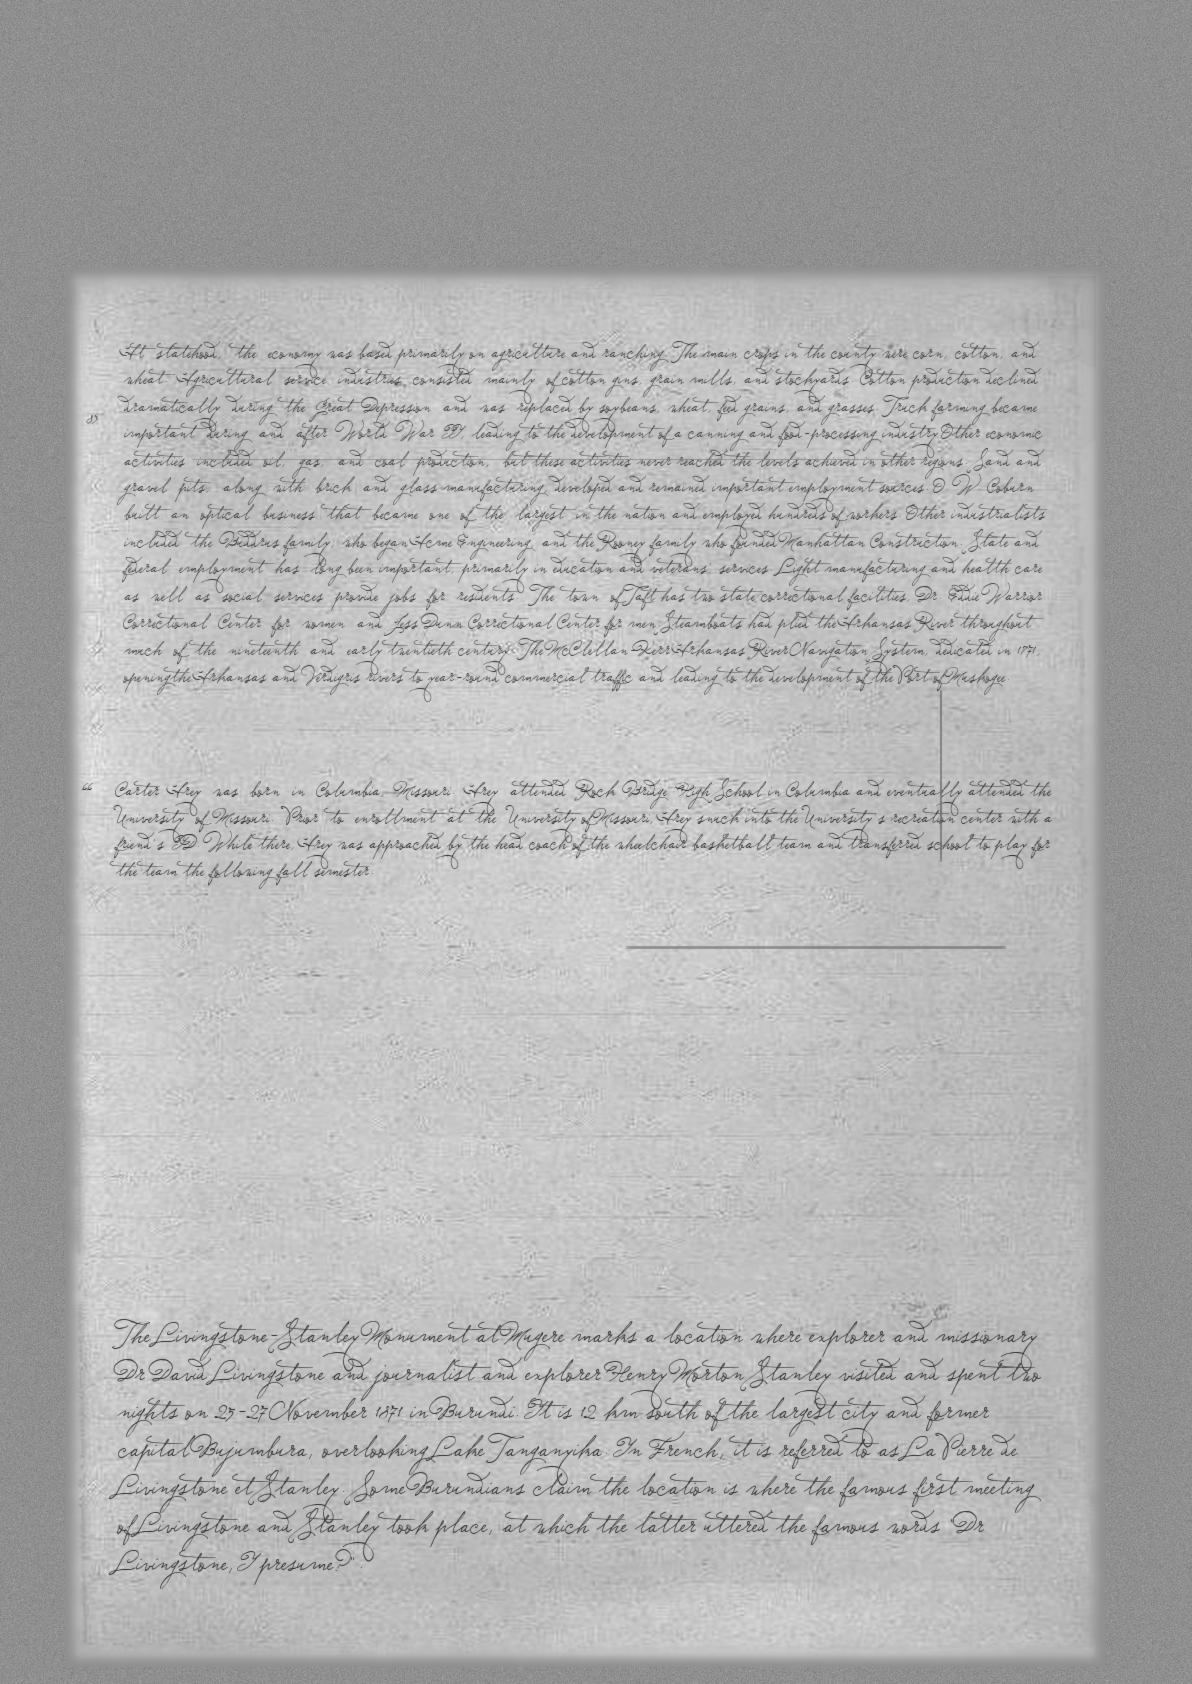 At statehood, the economy was based primarily on agriculture and ranching. The main crops in the county were corn, cotton, and
wheat. Agricultural service industries consisted mainly of cotton gins, grain mills, and stockyards. Cotton production declined
dramatically during the Great Depression and was replaced by soybeans, wheat, feed grains, and grasses. Truck farming became
important during and after World War II, leading to the development of a canning and food-processing industry. Other economic
activities included oil, gas, and coal production, but these activities never reached the levels achieved in other regions. Sand and
gravel pits, along with brick and glass manufacturing, developed and remained important employment sources. O. W. Coburn
built an optical business that became one of the largest in the nation and employed hundreds of workers. Other industrialists
included the Buddrus family, who began Acme Engineering, and the Rooney family who founded Manhattan Construction. State and
federal employment has long been important, primarily in education and veterans' services. Light manufacturing and health care
as well as social services provide jobs for residents. The town of Taft has two state correctional facilities, Dr. Eddie Warrior
Correctional Center for women and Jess Dunn Correctional Center for men. Steamboats had plied the Arkansas River throughout
much of the nineteenth and early twentieth century. The McClellan-Kerr Arkansas River Navigation System, dedicated in 1971,
opening the Arkansas and Verdigris rivers to year-round commercial traffic and leading to the development of the Port of Muskogee.
Carter Arey was born in Columbia, Missouri. Arey attended Rock Bridge High School in Columbia and eventually attended the
University of Missouri. Prior to enrollment at the University of Missouri, Arey snuck into the University's recreation center with a
friend's ID. While there, Arey was approached by the head coach of the wheelchair basketball team and transferred school to play for
the team the following fall semester.
The Livingstone-Stanley Monument at Mugere marks a location where explorer and missionary
Dr David Livingstone and journalist and explorer Henry Morton Stanley visited and spent two
nights on 25-27 November 1871 in Burundi. It is 12 km south of the largest city and former
capital Bujumbura, overlooking Lake Tanganyika. In French, it is referred to as La Pierre de
Livingstone et Stanley. Some Burundians claim the location is where the famous first meeting
of Livingstone and Stanley took place, at which the latter uttered the famous words "Dr
Livingstone, I presume?".